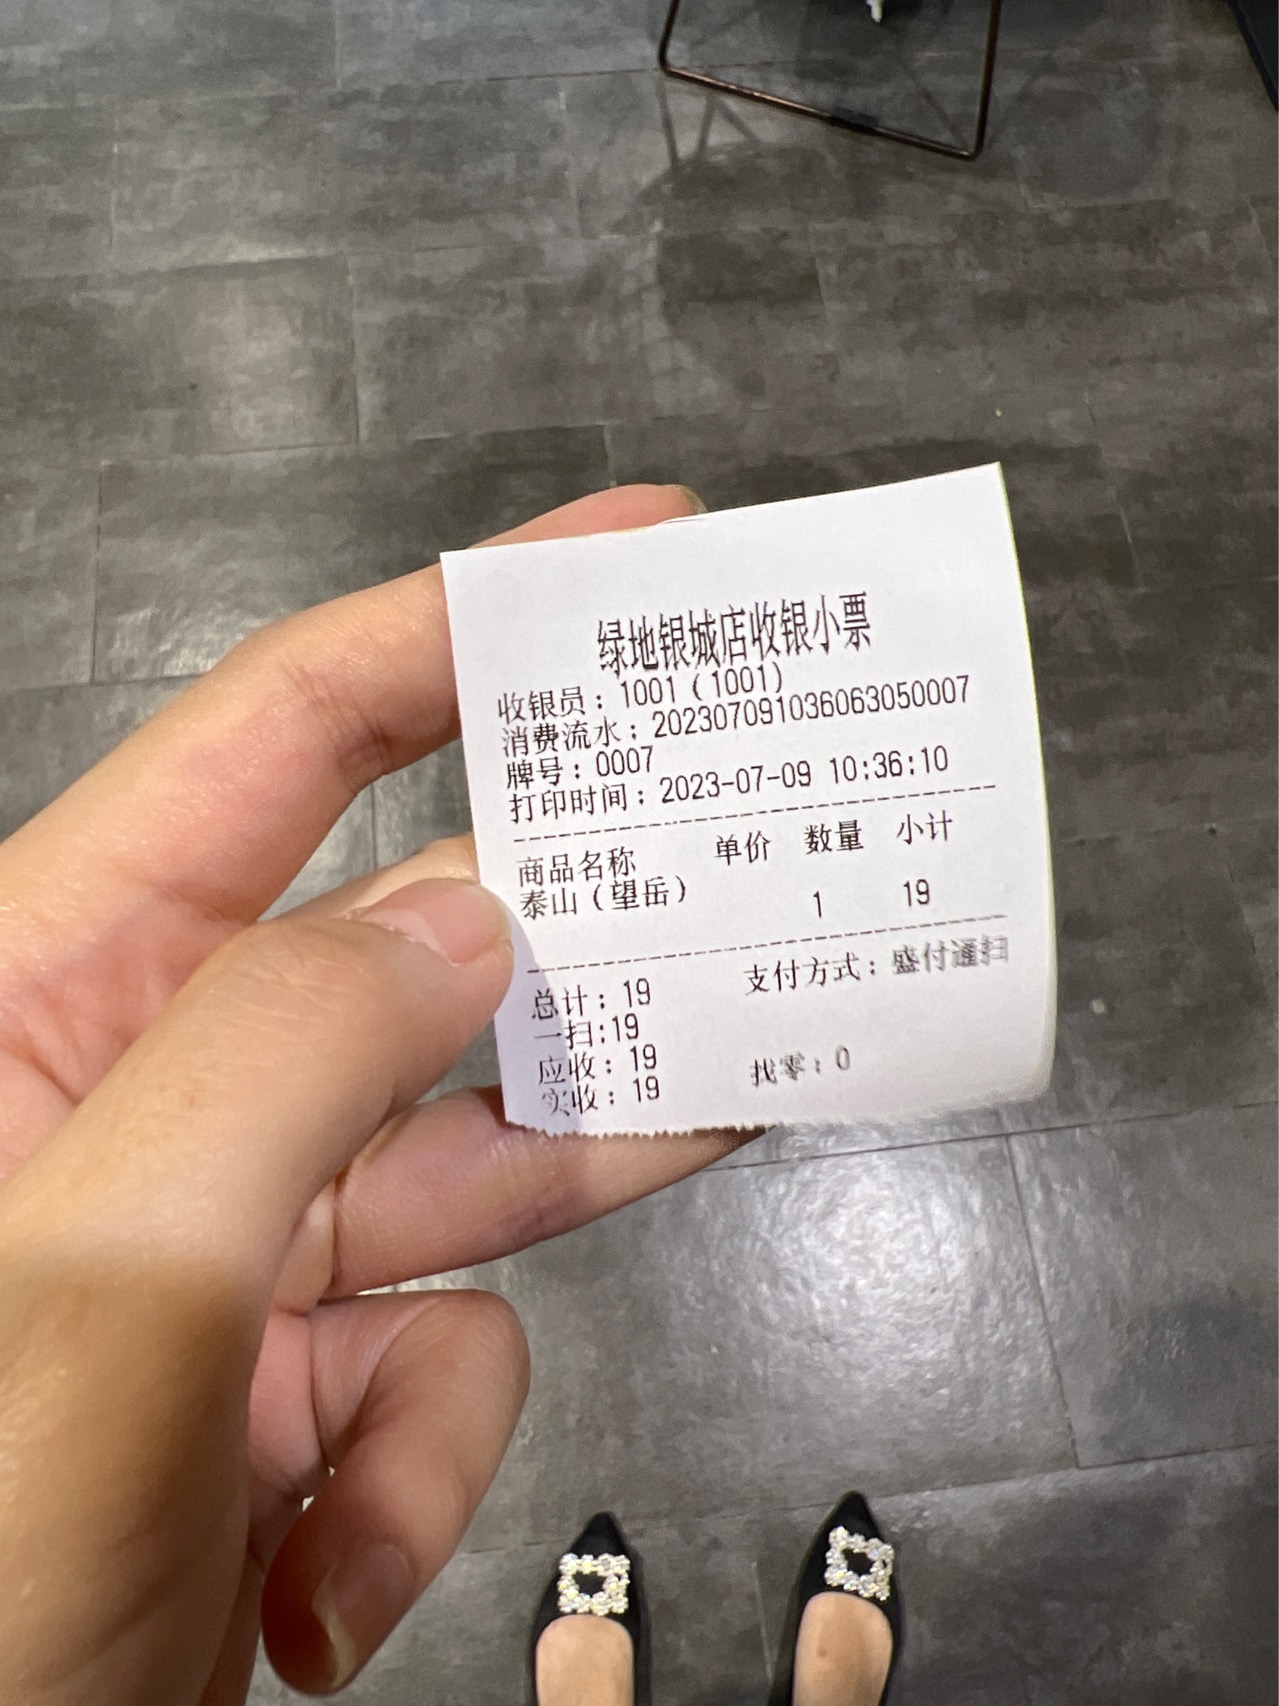 绿地银城店收银小票
收银员：1001（1001）
消费流水：202307091036063050007
牌号：0007
打印时间：2023-07-09 10:36:10
商品名称 单价 数量 小计
泰山（望岳） 1 19
总计：19 支付方式：盛付通扫
一扫:19
应收：19 找零：0
实收：19